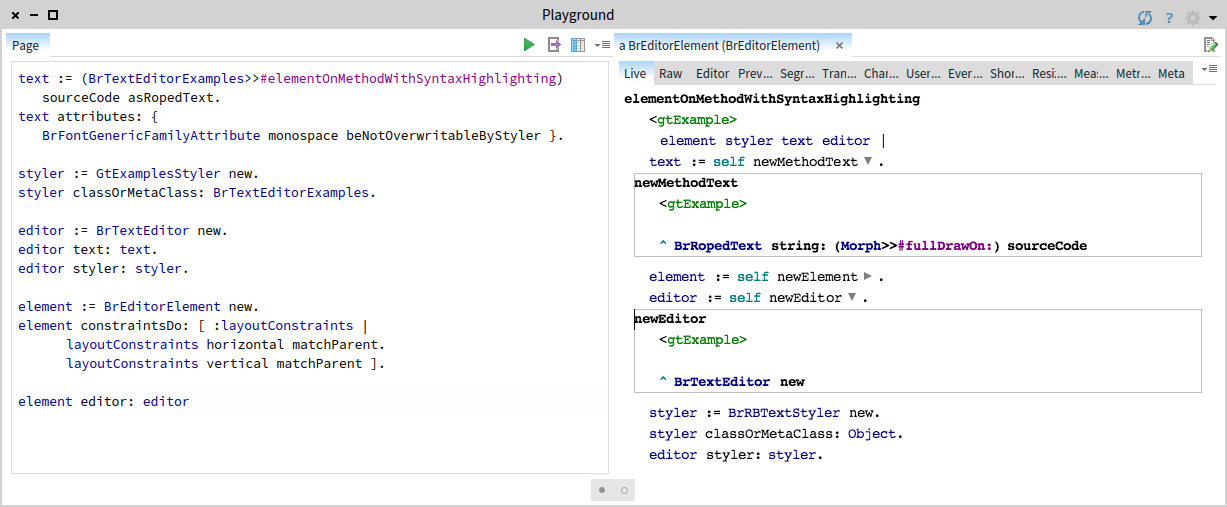 Playground
?
Page
text := (BrTextEditorExamples>>#elementOnMethodWithSyntaxHighlighting)
sourceCode asRopedText.
text attributes: {
BrFontGenericFamilyAttribute monospace beNotOverwritableByStyler }.
styler := GtExamplesStyler new.
styler classOrMetaClass: BrTextEditorExamples.
editor := BrTextEditor new.
editor text: text.
editor styler: styler.
element := BrEditorElement new.
element constraintsDo: [ :layoutConstraints |
layoutConstraints horizontal matchParent.
layoutConstraints vertical matchParent ].
element editor: editor
a BrEditorElement (BrEditorElement) ×
Live Raw Editor Prev... Segr... Tran... Char... User... Ever... Shor... Resi... Mea... Metr... Meta
elementOnMethodWithSyntaxHighlighting
<gtExample>
element styler text editor |
text := self newMethodText ▼ .
newMethodText
<gtExample>
^ BrRopedText string: (Morph>>#fullDrawOn:) sourceCode
element := self newElement ▶ .
editor := self newEditor ▼ .
newEditor
<gtExample>
^ BrTextEditor new
styler := BrRBTextStyler new.
styler classOrMetaClass: Object.
editor styler: styler.